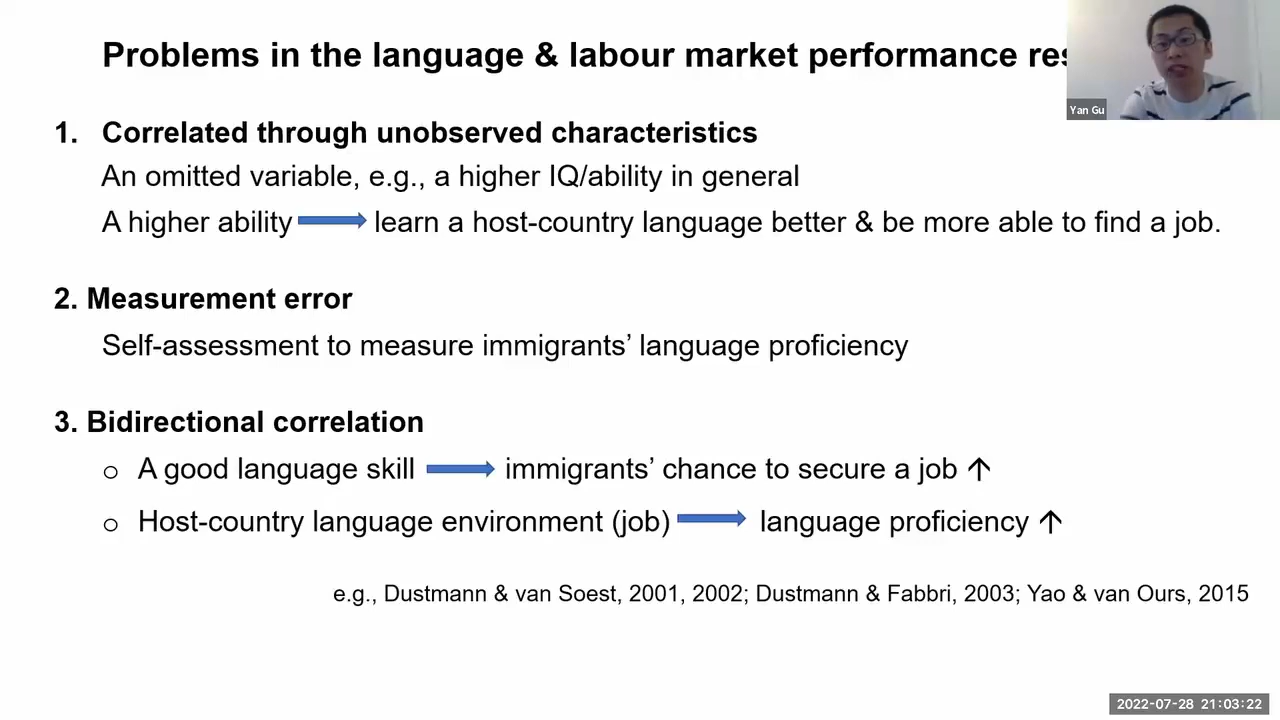 Problems in the language & labour market performance res
Yan Gu
1. Correlated through unobserved characteristics
An omitted variable, e.g., a higher IQ/ability in general
A higher ability learn a host-country language better & be more able to find a job.
2. Measurement error
Self-assessment to measure immigrants’ language proficiency
3. Bidirectional correlation
o A good language skill immigrants’ chance to secure a job ↑
o Host-country language environment (job) language proficiency ↑
e.g., Dustmann & van Soest, 2001, 2002; Dustmann & Fabbri, 2003; Yao & van Ours, 2015
2022-07-28 21:03:22